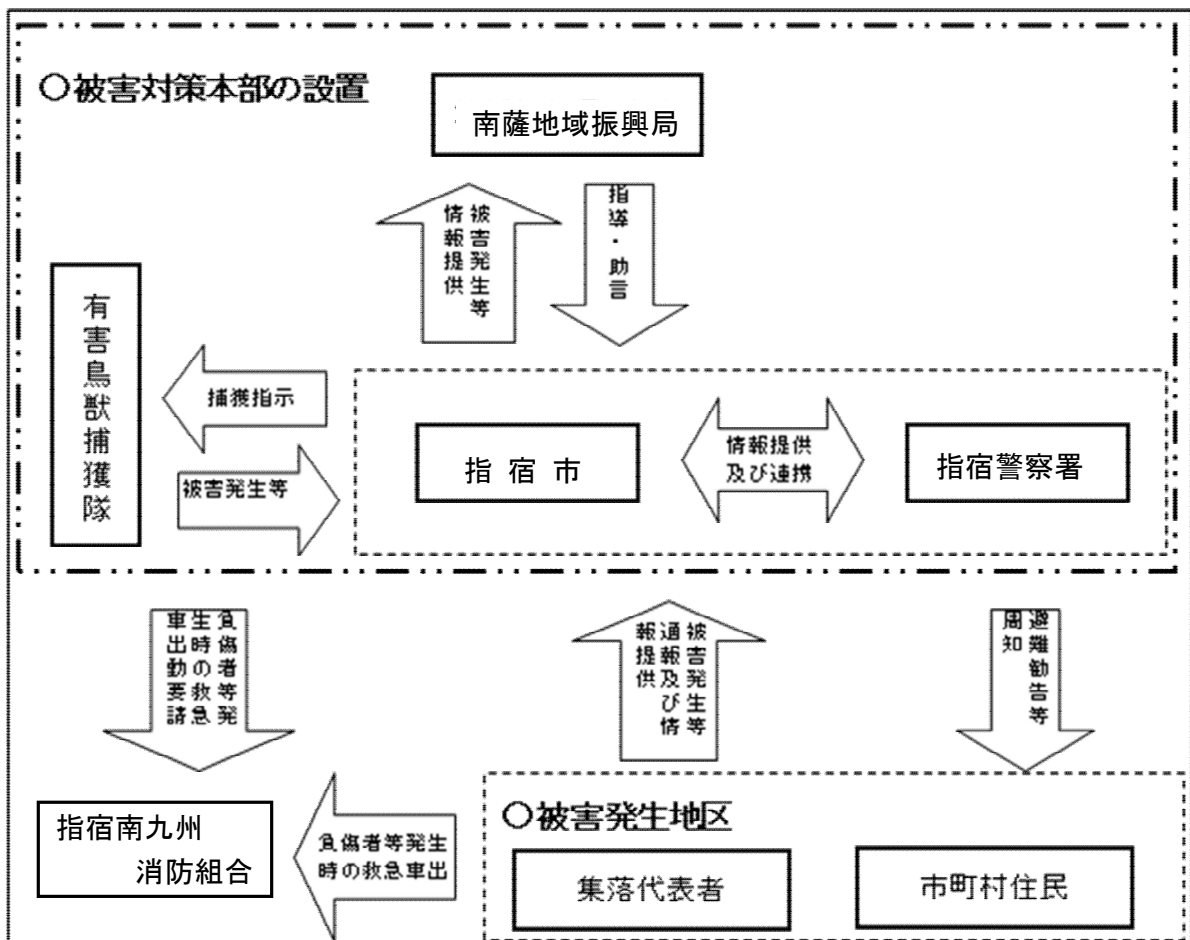 ○被害対策本部の設置
南薩地域振興局
被害発生等
情報提供
指導・助言
有害鳥獣捕獲隊
捕獲指示
被害発生等
指宿市
情報提供
及び連携
指宿警察署
負傷者等発
生時の救急
車出動要請
被害発生等
通報及び情
報提供
避難勧告等
周知
指宿南九州
消防組合
負傷者等発生
時の救急車出
○被害発生地区
集落代表者
市町村住民